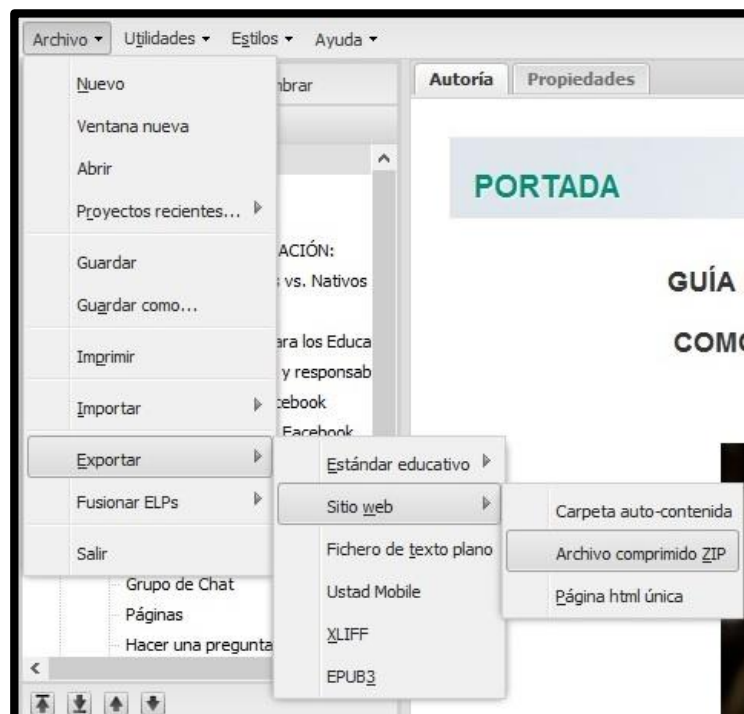 Archivo Utilidades Estilos Ayuda
Nuevo
Ventana nueva
Abrir
Proyectos recientes...
Guardar
Guardar como...
Imprimir
Importar
Exportar
Fusionar ELPs
Salir
brar
ACIÓN:
s vs. Nativos
ara los Educa
y responsab
cebook
Facebook
Grupo de Chat
Páginas
Hacer una pregunta
Estándar educativo
Sitio web
Fichero de texto plano
Ustad Mobile
XLIFF
EPUB3
Carpeta auto-contenida
Archivo comprimido ZIP
Página html única
Autoría Propiedades
PORTADA
GUÍA
COMO